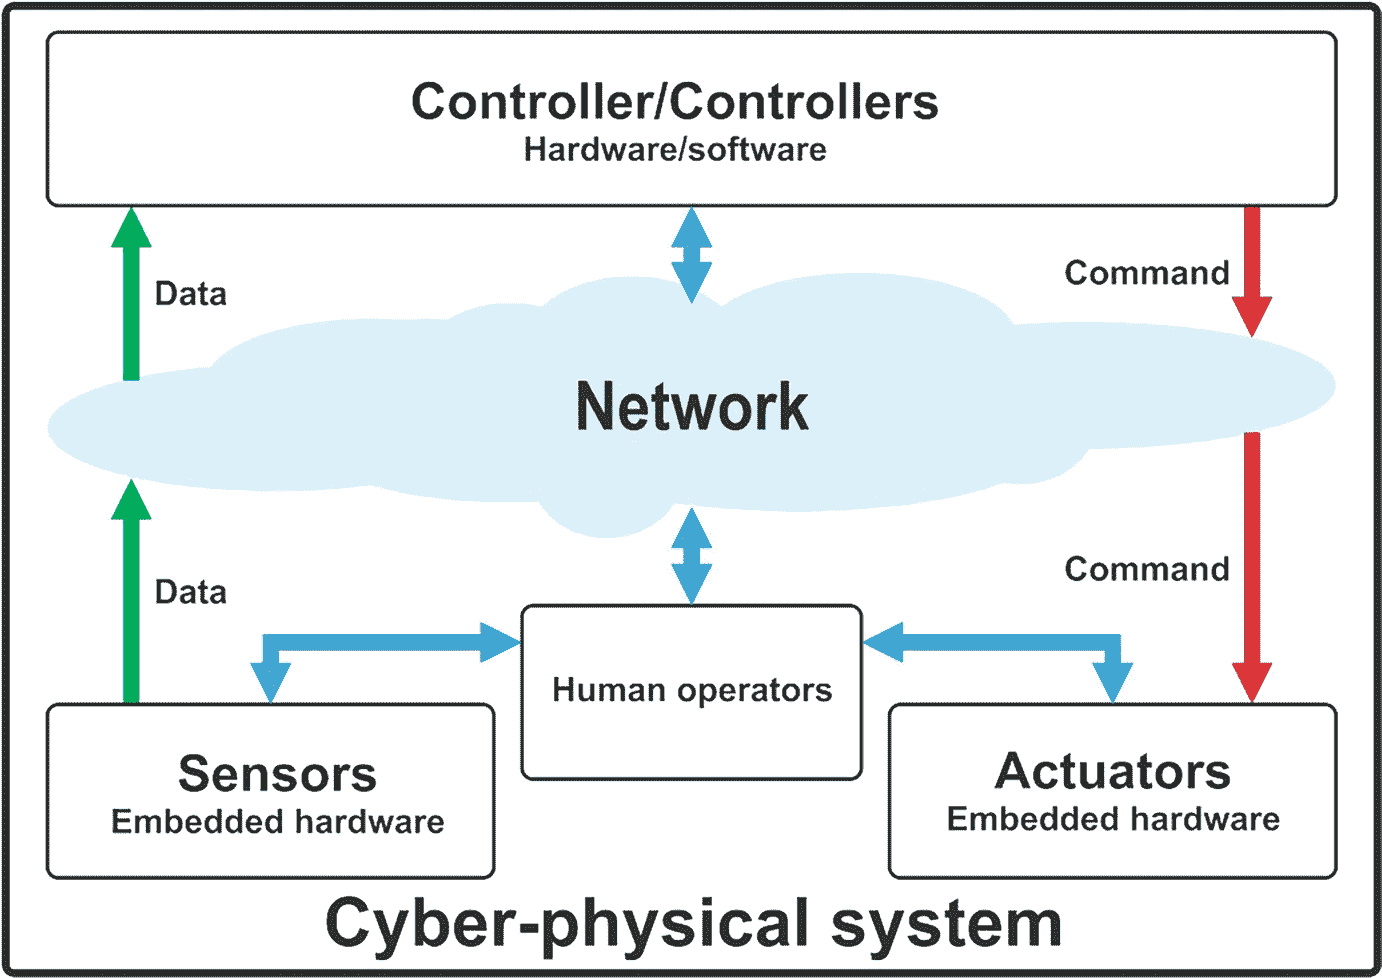 Controller/Controllers
Hardware/software
Data
Command
Network
Data
Command
Human operators
Sensors
Embedded hardware
Actuators
Embedded hardware
Cyber-physical system